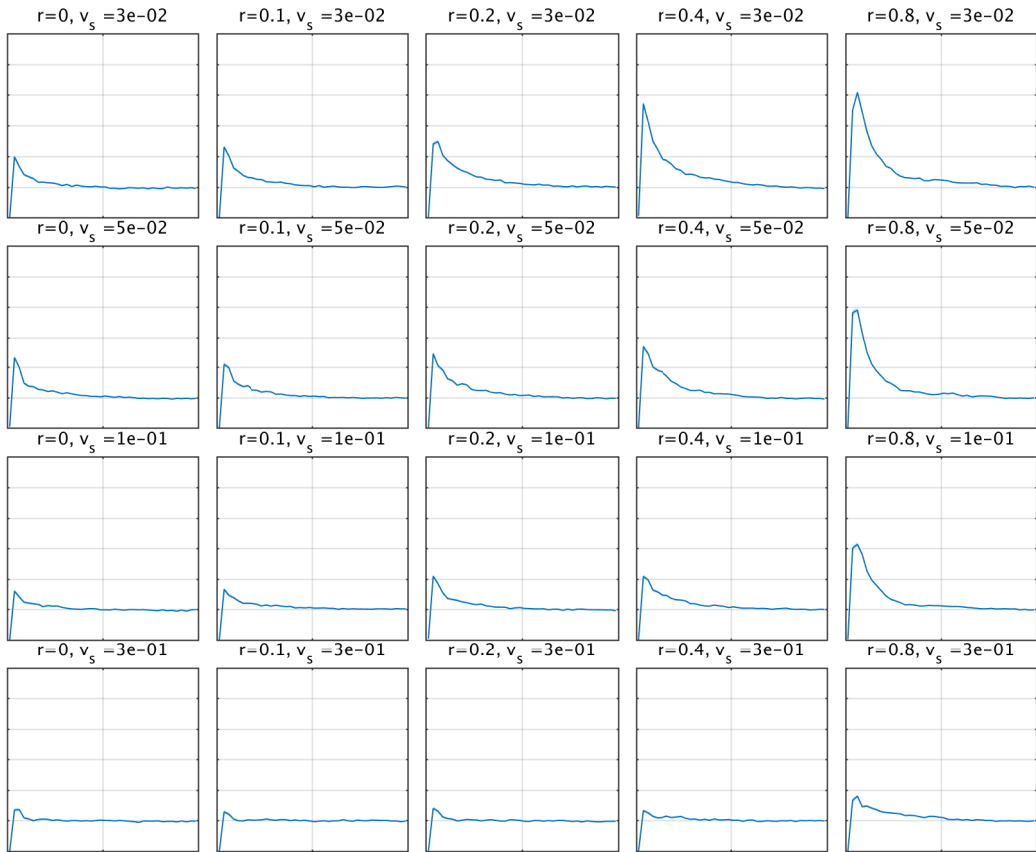 r=0, v_s =3e-02
r=0.1, v_s =3e-02
r=0.2, v_s =3e-02
r=0.4, v_s =3e-02
r=0.8, v_s =3e-02
r=0, v_s =5e-02
r=0.1, v_s =5e-02
r=0.2, v_s =5e-02
r=0.4, v_s =5e-02
r=0.8, v_s =5e-02
r=0, v_s =1e-01
r=0.1, v_s =1e-01
r=0.2, v_s =1e-01
r=0.4, v_s =1e-01
r=0.8, v_s =1e-01
r=0, v_s =3e-01
r=0.1, v_s =3e-01
r=0.2, v_s =3e-01
r=0.4, v_s =3e-01
r=0.8, v_s =3e-01